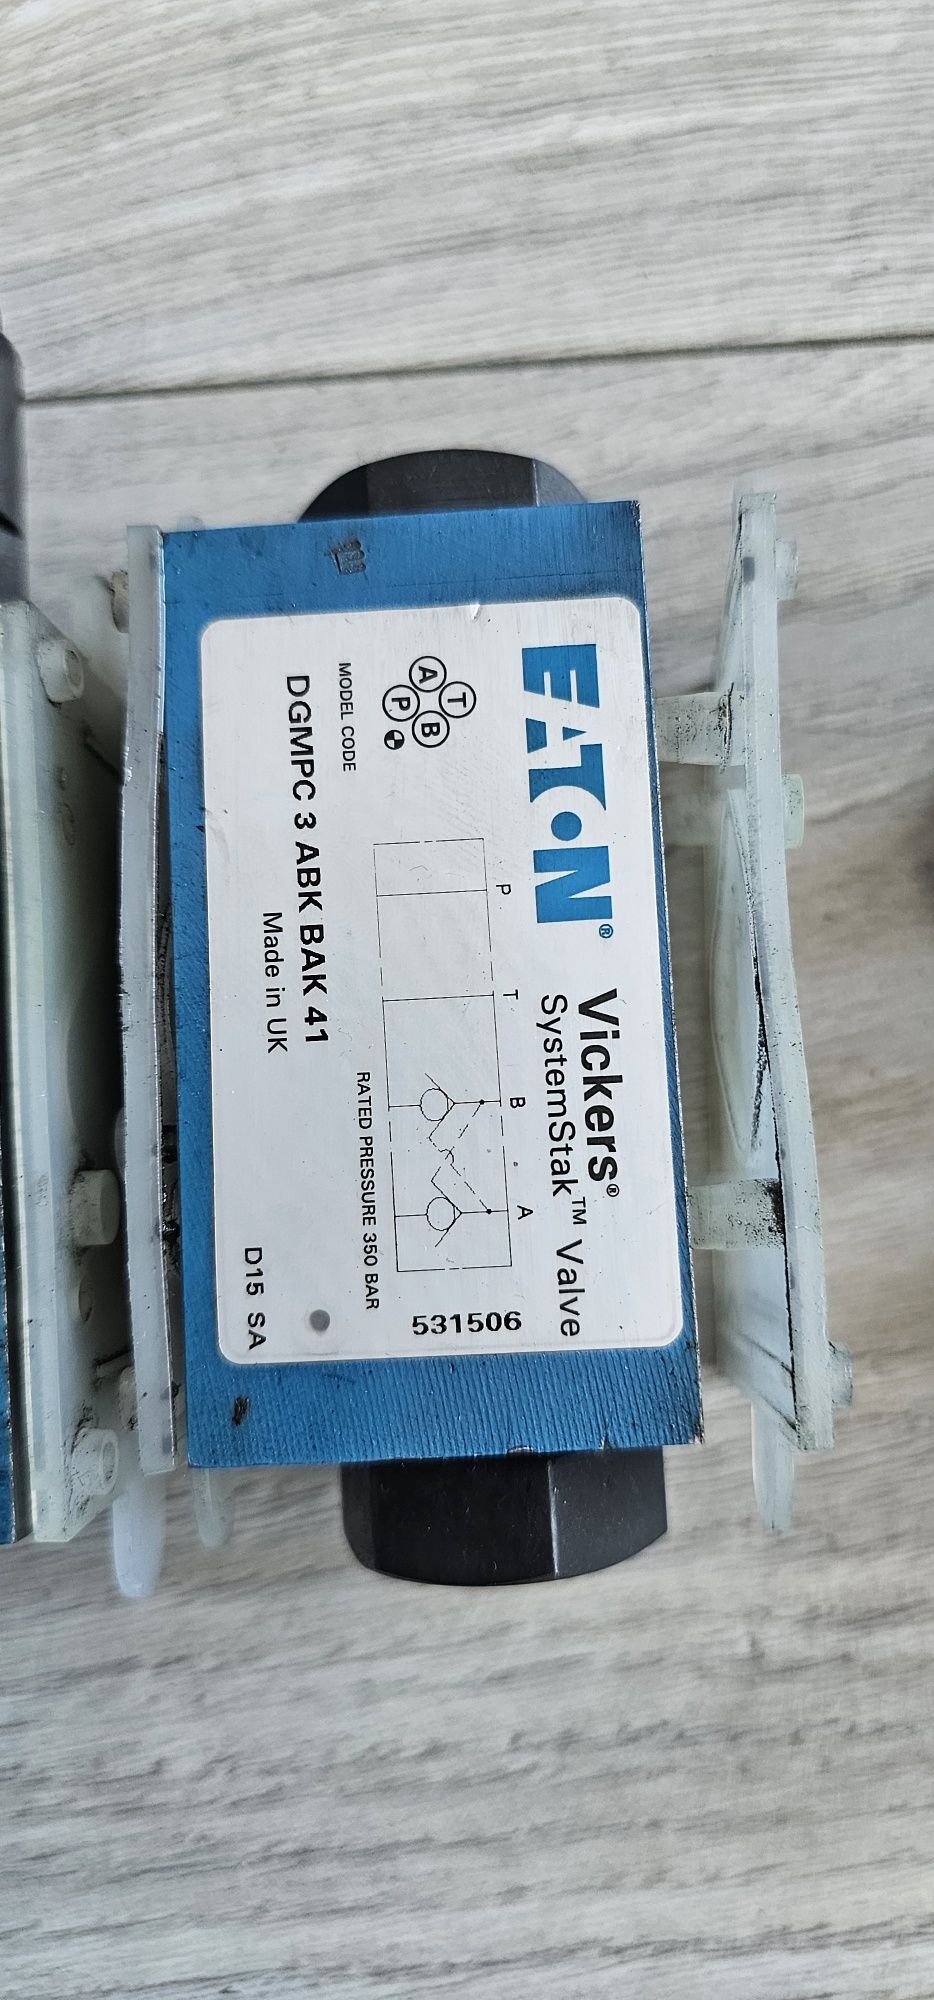 EATON® Vickers®
SystemStak™ Valve
T
A B
P
P T B A
531506
MODEL CODE
RATED PRESSURE 350 BAR
DGMPC 3 ABK BAK 41
Made in UK
D15 SA